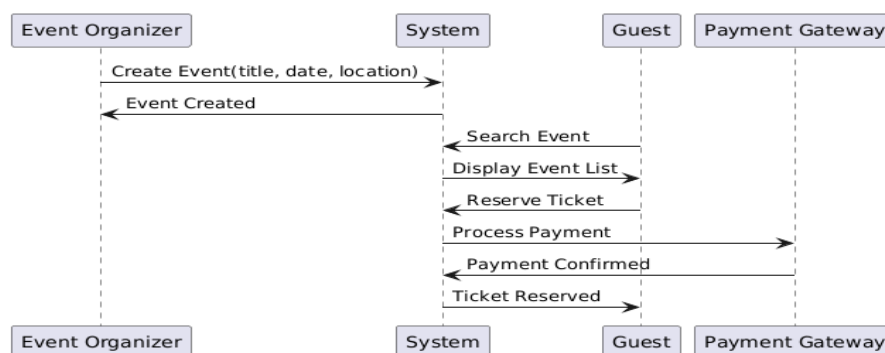 Event Organizer System Guest Payment Gateway
Create Event(title, date, location)
Event Created
Search Event
Display Event List
Reserve Ticket
Process Payment
Payment Confirmed
Ticket Reserved
Event Organizer System Guest Payment Gateway